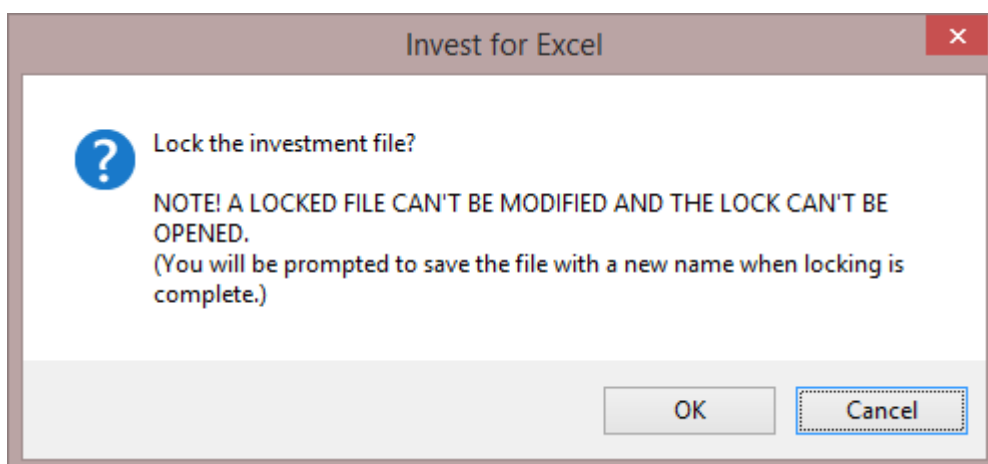 Invest for Excel
Lock the investment file?
NOTE! A LOCKED FILE CAN'T BE MODIFIED AND THE LOCK CAN'T BE
OPENED.
(You will be prompted to save the file with a new name when locking is
complete.)
OK
Cancel